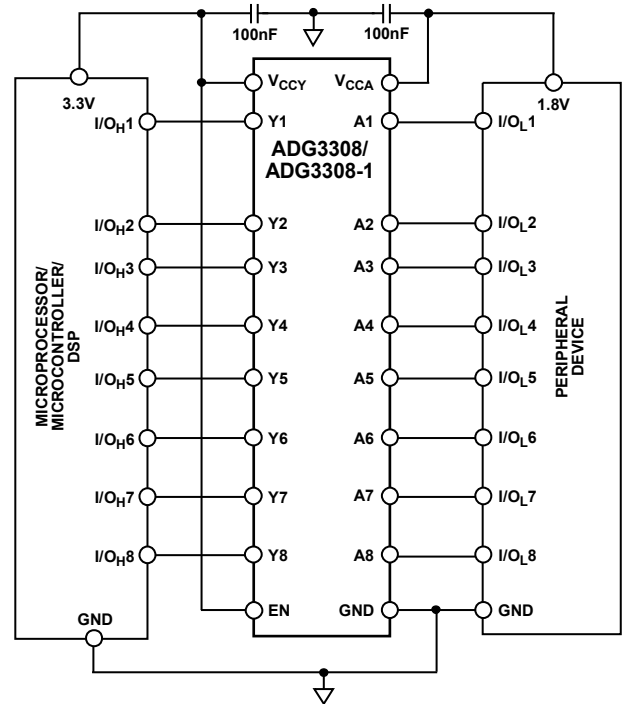 100nF 100nF
3.3V VCCY VCCA 1.8V
I/OH1 Y1 A1 I/OL1
ADG3308/
ADG3308-1
I/OH2 Y2 A2 I/OL2
I/OH3 Y3 A3 I/OL3
I/OH4 Y4 A4 I/OL4
MICROPROCESSOR/
MICROCONTROLLER/
DSP
PERIPHERAL
DEVICE
I/OH5 Y5 A5 I/OL5
I/OH6 Y6 A6 I/OL6
I/OH7 Y7 A7 I/OL7
I/OH8 Y8 A8 I/OL8
GND EN GND GND